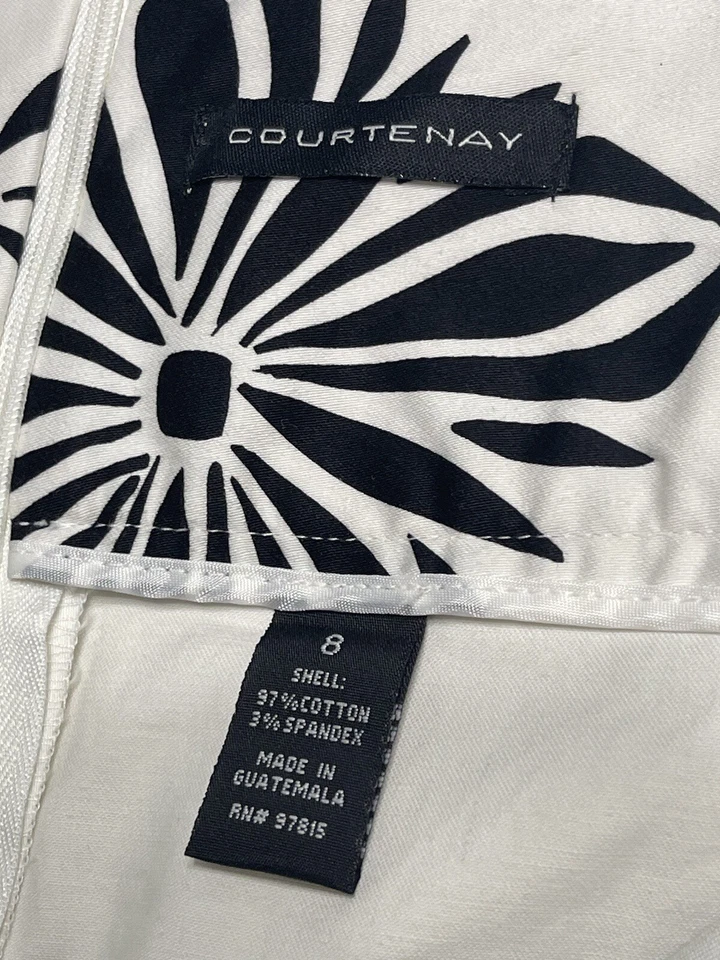 COURTENAY
8
SHELL:
97% COTTON
3% SPANDEX
MADE IN
GUATEMALA
RN# 97815